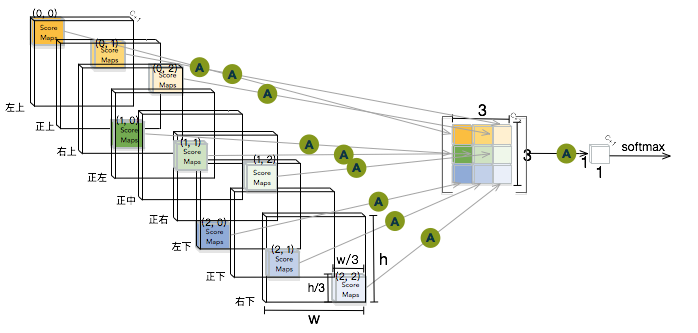 (0, 0)
Score
Maps
(0, 1)
Score
Maps
(0, 2)
Score
Maps
左上
正上
右上
(1, 0)
Score
Maps
(1, 1)
Score
Maps
(1, 2)
Score
Maps
正左
正中
正右
(2, 0)
Score
Maps
(2, 1)
Score
Maps
(2, 2)
Score
Maps
左下
正下
右下
w/3
h/3
h
w
A
A
A
A
A
A
A
A
A
3
3
A
1
1
softmax